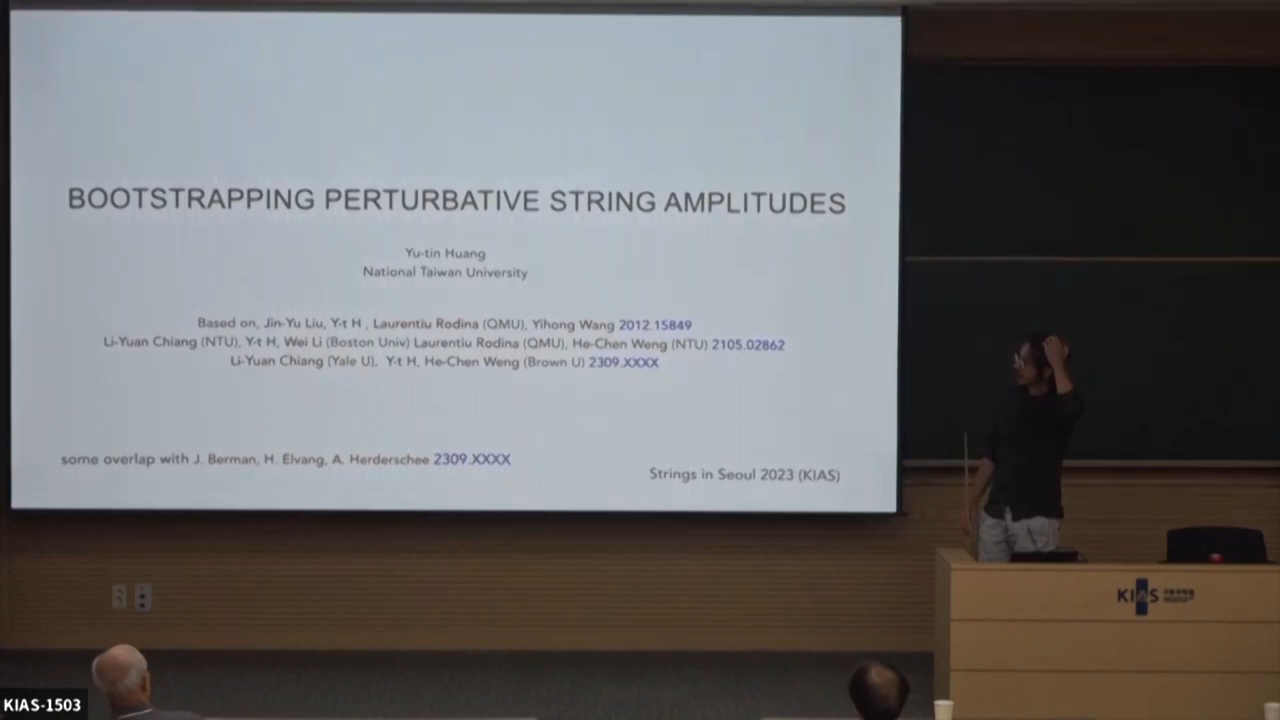 BOOTSTRAPPING PERTURBATIVE STRING AMPLITUDES
Yu-tin Huang
National Taiwan University
Based on, Jin-Yu Liu, Y-t H , Laurentiu Rodina (QMU), Yihong Wang 2012.15849
Li-Yuan Chiang (NTU), Y-t H, Wei Li (Boston Univ) Laurentiu Rodina (QMU), He-Chen Weng (NTU) 2105.02862
Li-Yuan Chiang (Yale U), Y-t H, He-Chen Weng (Brown U) 2309.XXXX
some overlap with J. Berman, H. Elvang, A. Herderschee 2309.XXXX
Strings in Seoul 2023 (KIAS)
KIAS
KIAS-1503